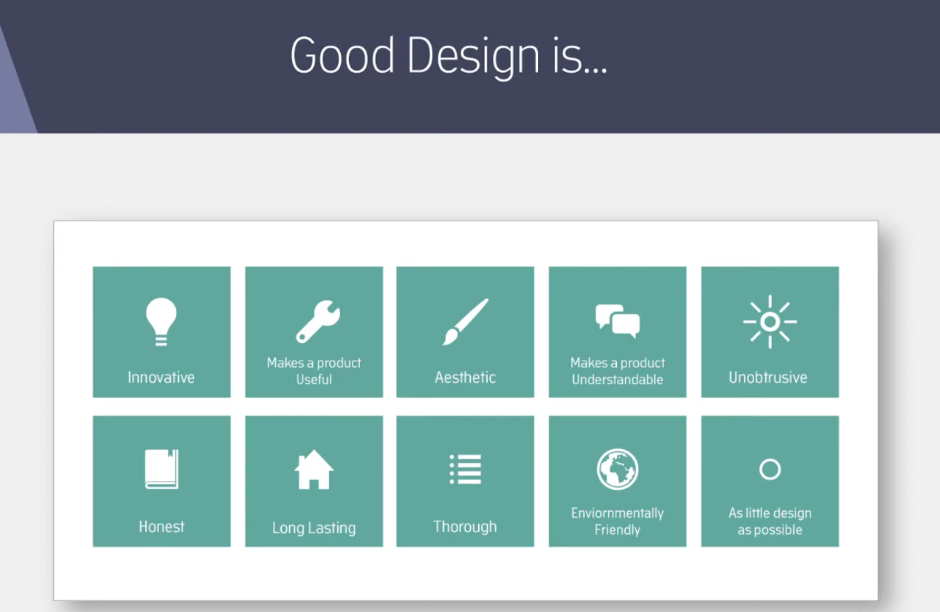 Good Design is...
Innovative
Makes a product
Useful
Aesthetic
Makes a product
Understandable
Unobtrusive
Honest
Long Lasting
Thorough
Enviornmentally
Friendly
As little design
as possible